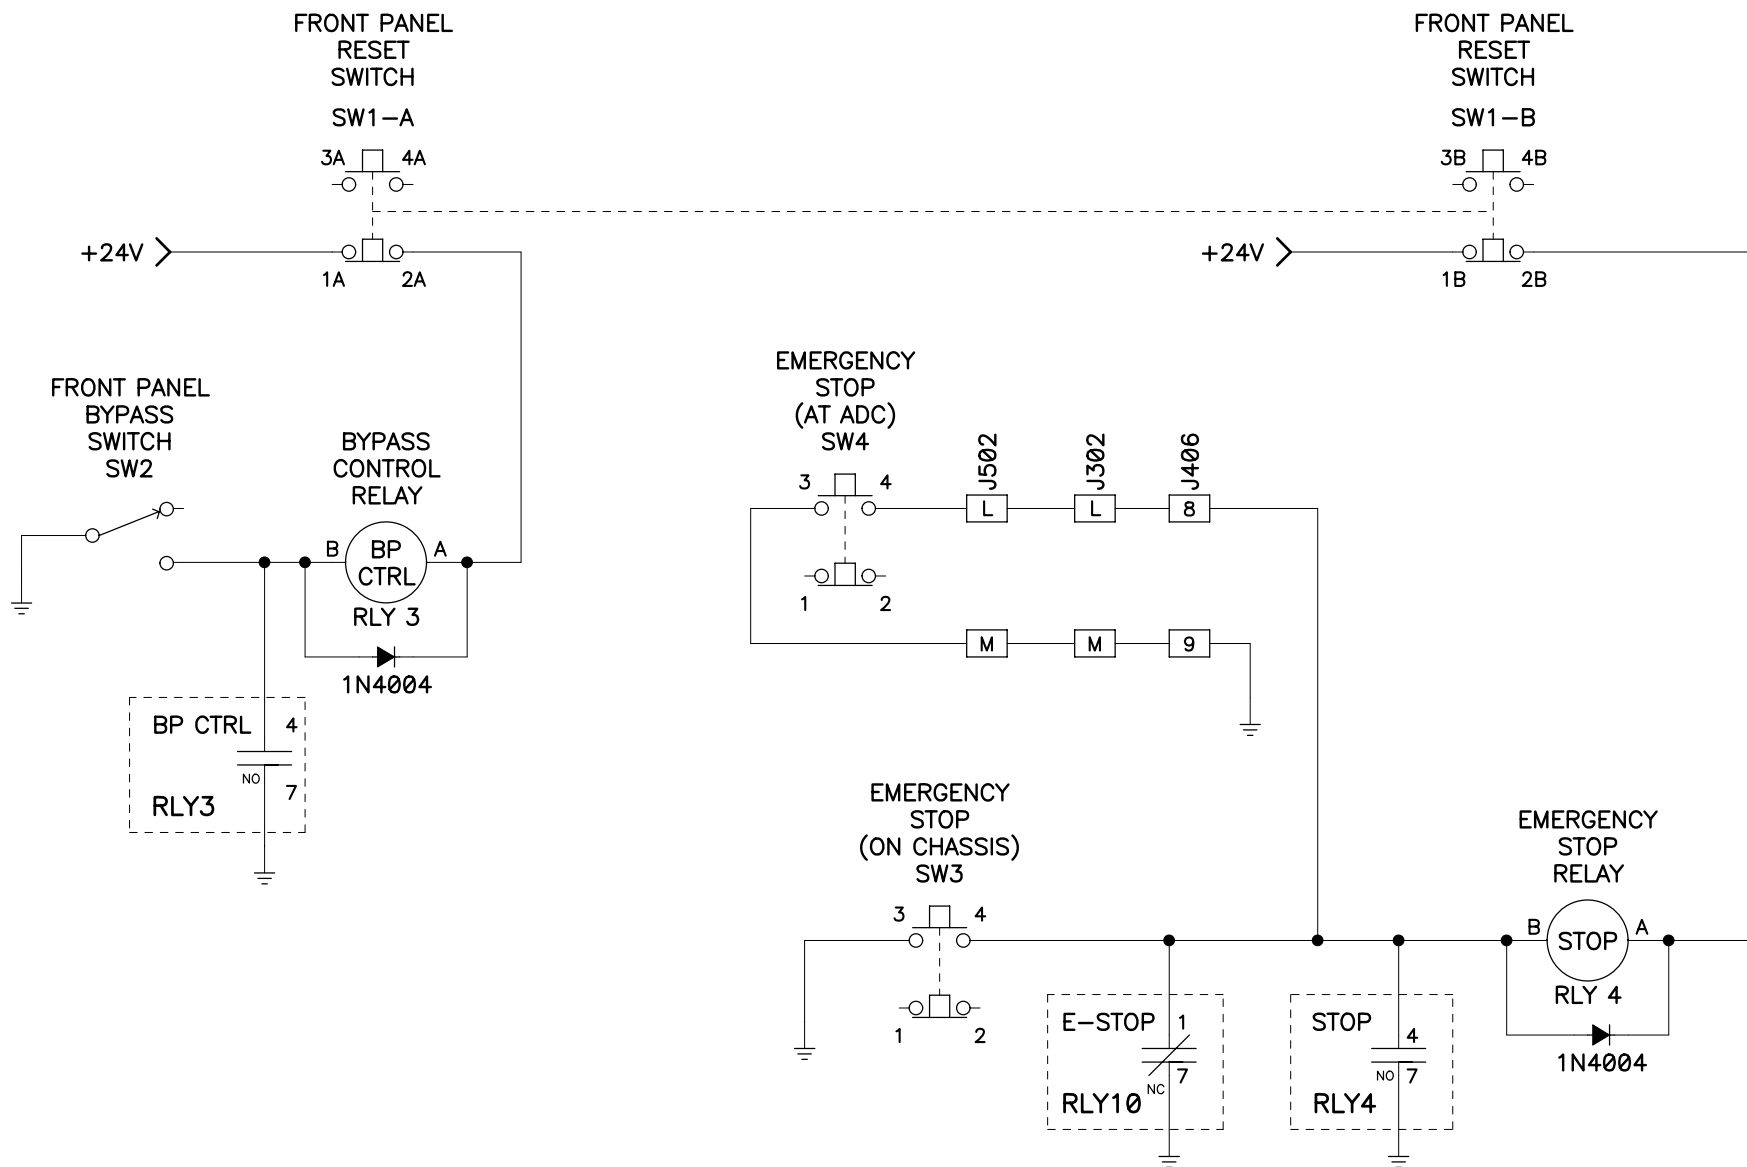 FRONT PANEL
RESET
SWITCH
SW1-A
3A
4A
+24V
1A
2A
FRONT PANEL
RESET
SWITCH
SW1-B
3B
4B
+24V
1B
2B
FRONT PANEL
BYPASS
SWITCH
SW2
BYPASS
CONTROL
RELAY
B
BP
CTRL
A
RLY 3
1N4004
BP CTRL
4
NO
7
RLY3
EMERGENCY
STOP
(AT ADC)
SW4
3
4
J502
J302
J406
L
L
8
1
2
M
M
9
EMERGENCY
STOP
(ON CHASSIS)
SW3
3
4
1
2
E-STOP
1
NC
7
RLY10
STOP
4
NO
7
RLY4
EMERGENCY
STOP
RELAY
B
STOP
A
RLY 4
1N4004